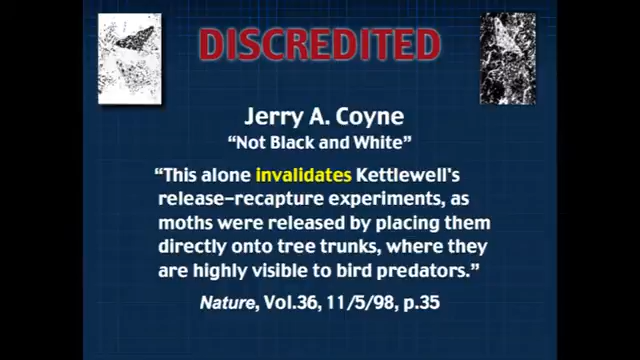 DISCREDITED
Jerry A. Coyne
“Not Black and White”
“This alone invalidates Kettlewell's
release-recapture experiments, as
moths were released by placing them
directly onto tree trunks, where they
are highly visible to bird predators.”
Nature, Vol.36, 11/5/98, p.35